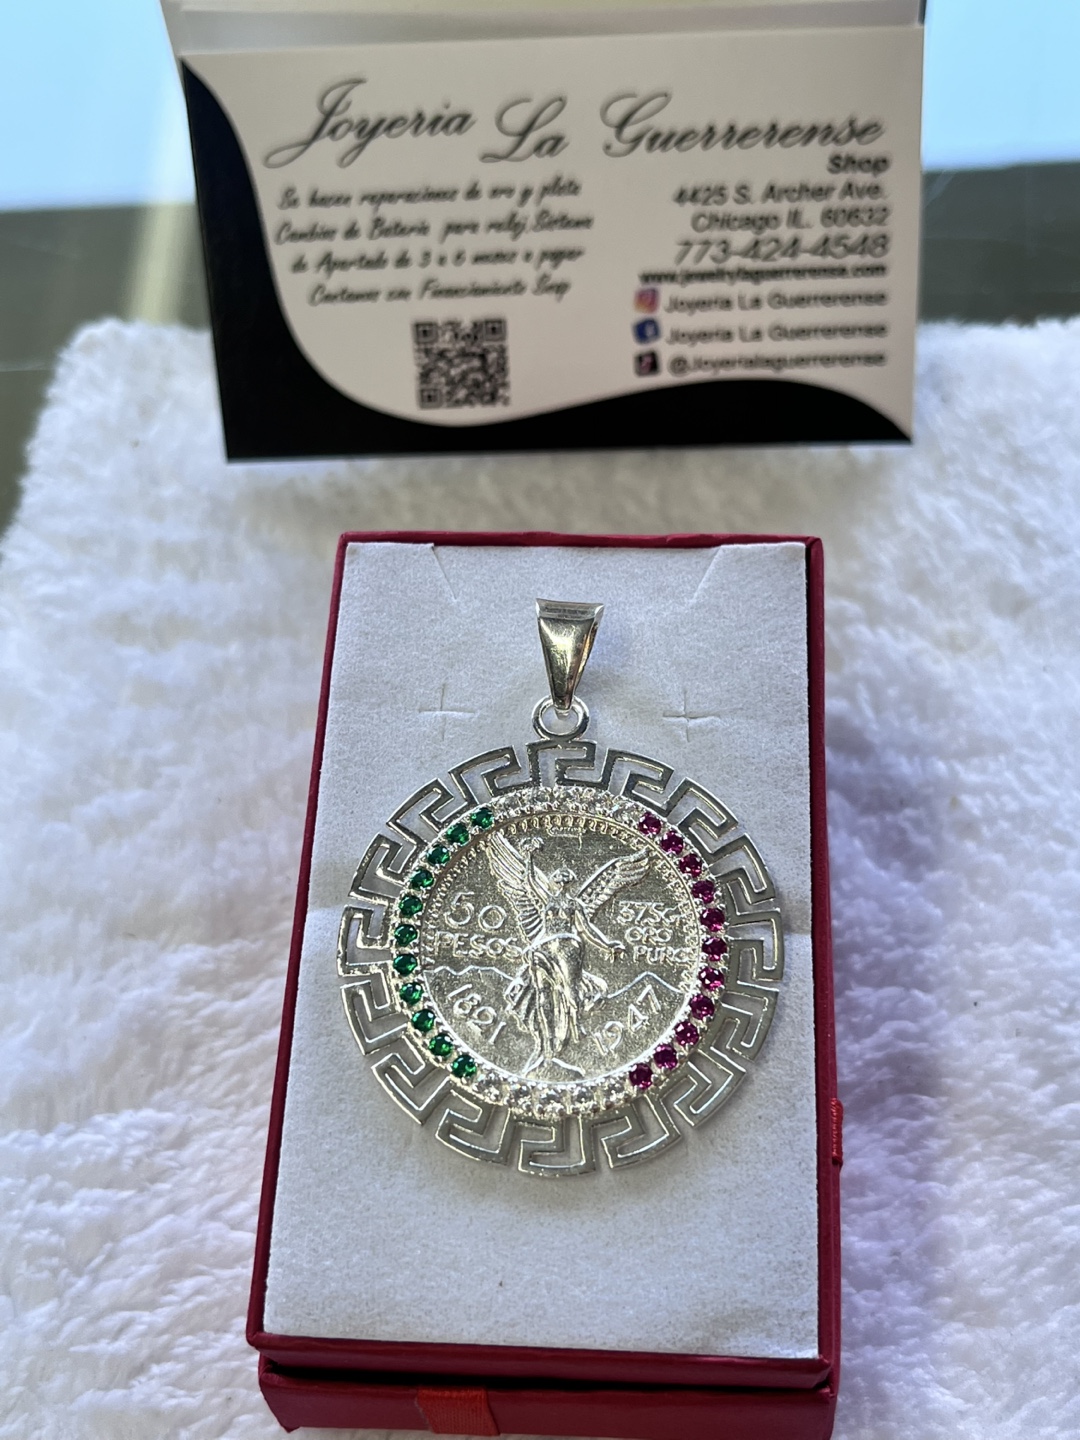 Joyeria La Guerrerense
Se hacen reparaciones de oro y plata
Cambios de Bateria para reloj. Sistema
de Apartado de 3 a 6 meses a pagar
Contamos con Financiamiento Snap
Shop
4425 S. Archer Ave.
Chicago IL. 60632
773-424-4548
www.jewelrylaguerrerense.com
Joyeria La Guerrerense
Joyeria La Guerrerense
@Joyerialaguerrerense
50
PESOS
37.5Gr
ORO
PURO
1821
1947